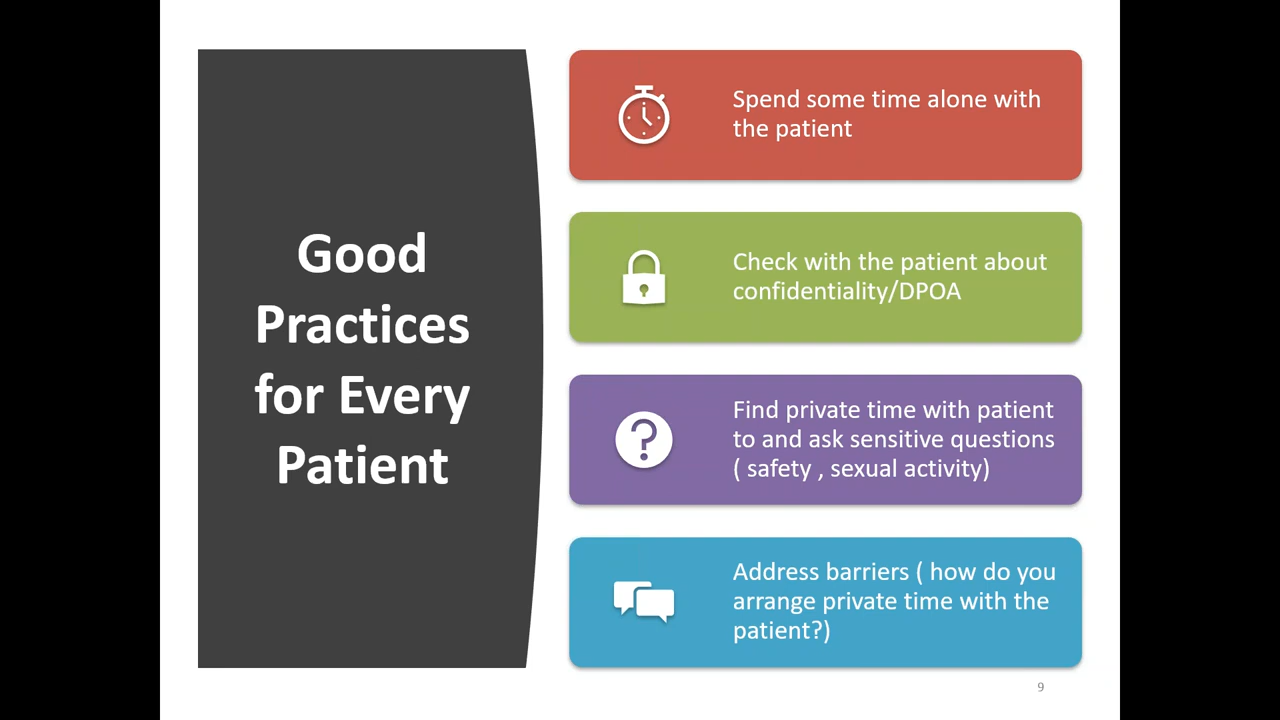 Good
Practices
for Every
Patient
Spend some time alone with
the patient
Check with the patient about
confidentiality/DPOA
Find private time with patient
to and ask sensitive questions
( safety , sexual activity)
Address barriers ( how do you
arrange private time with the
patient?)
9